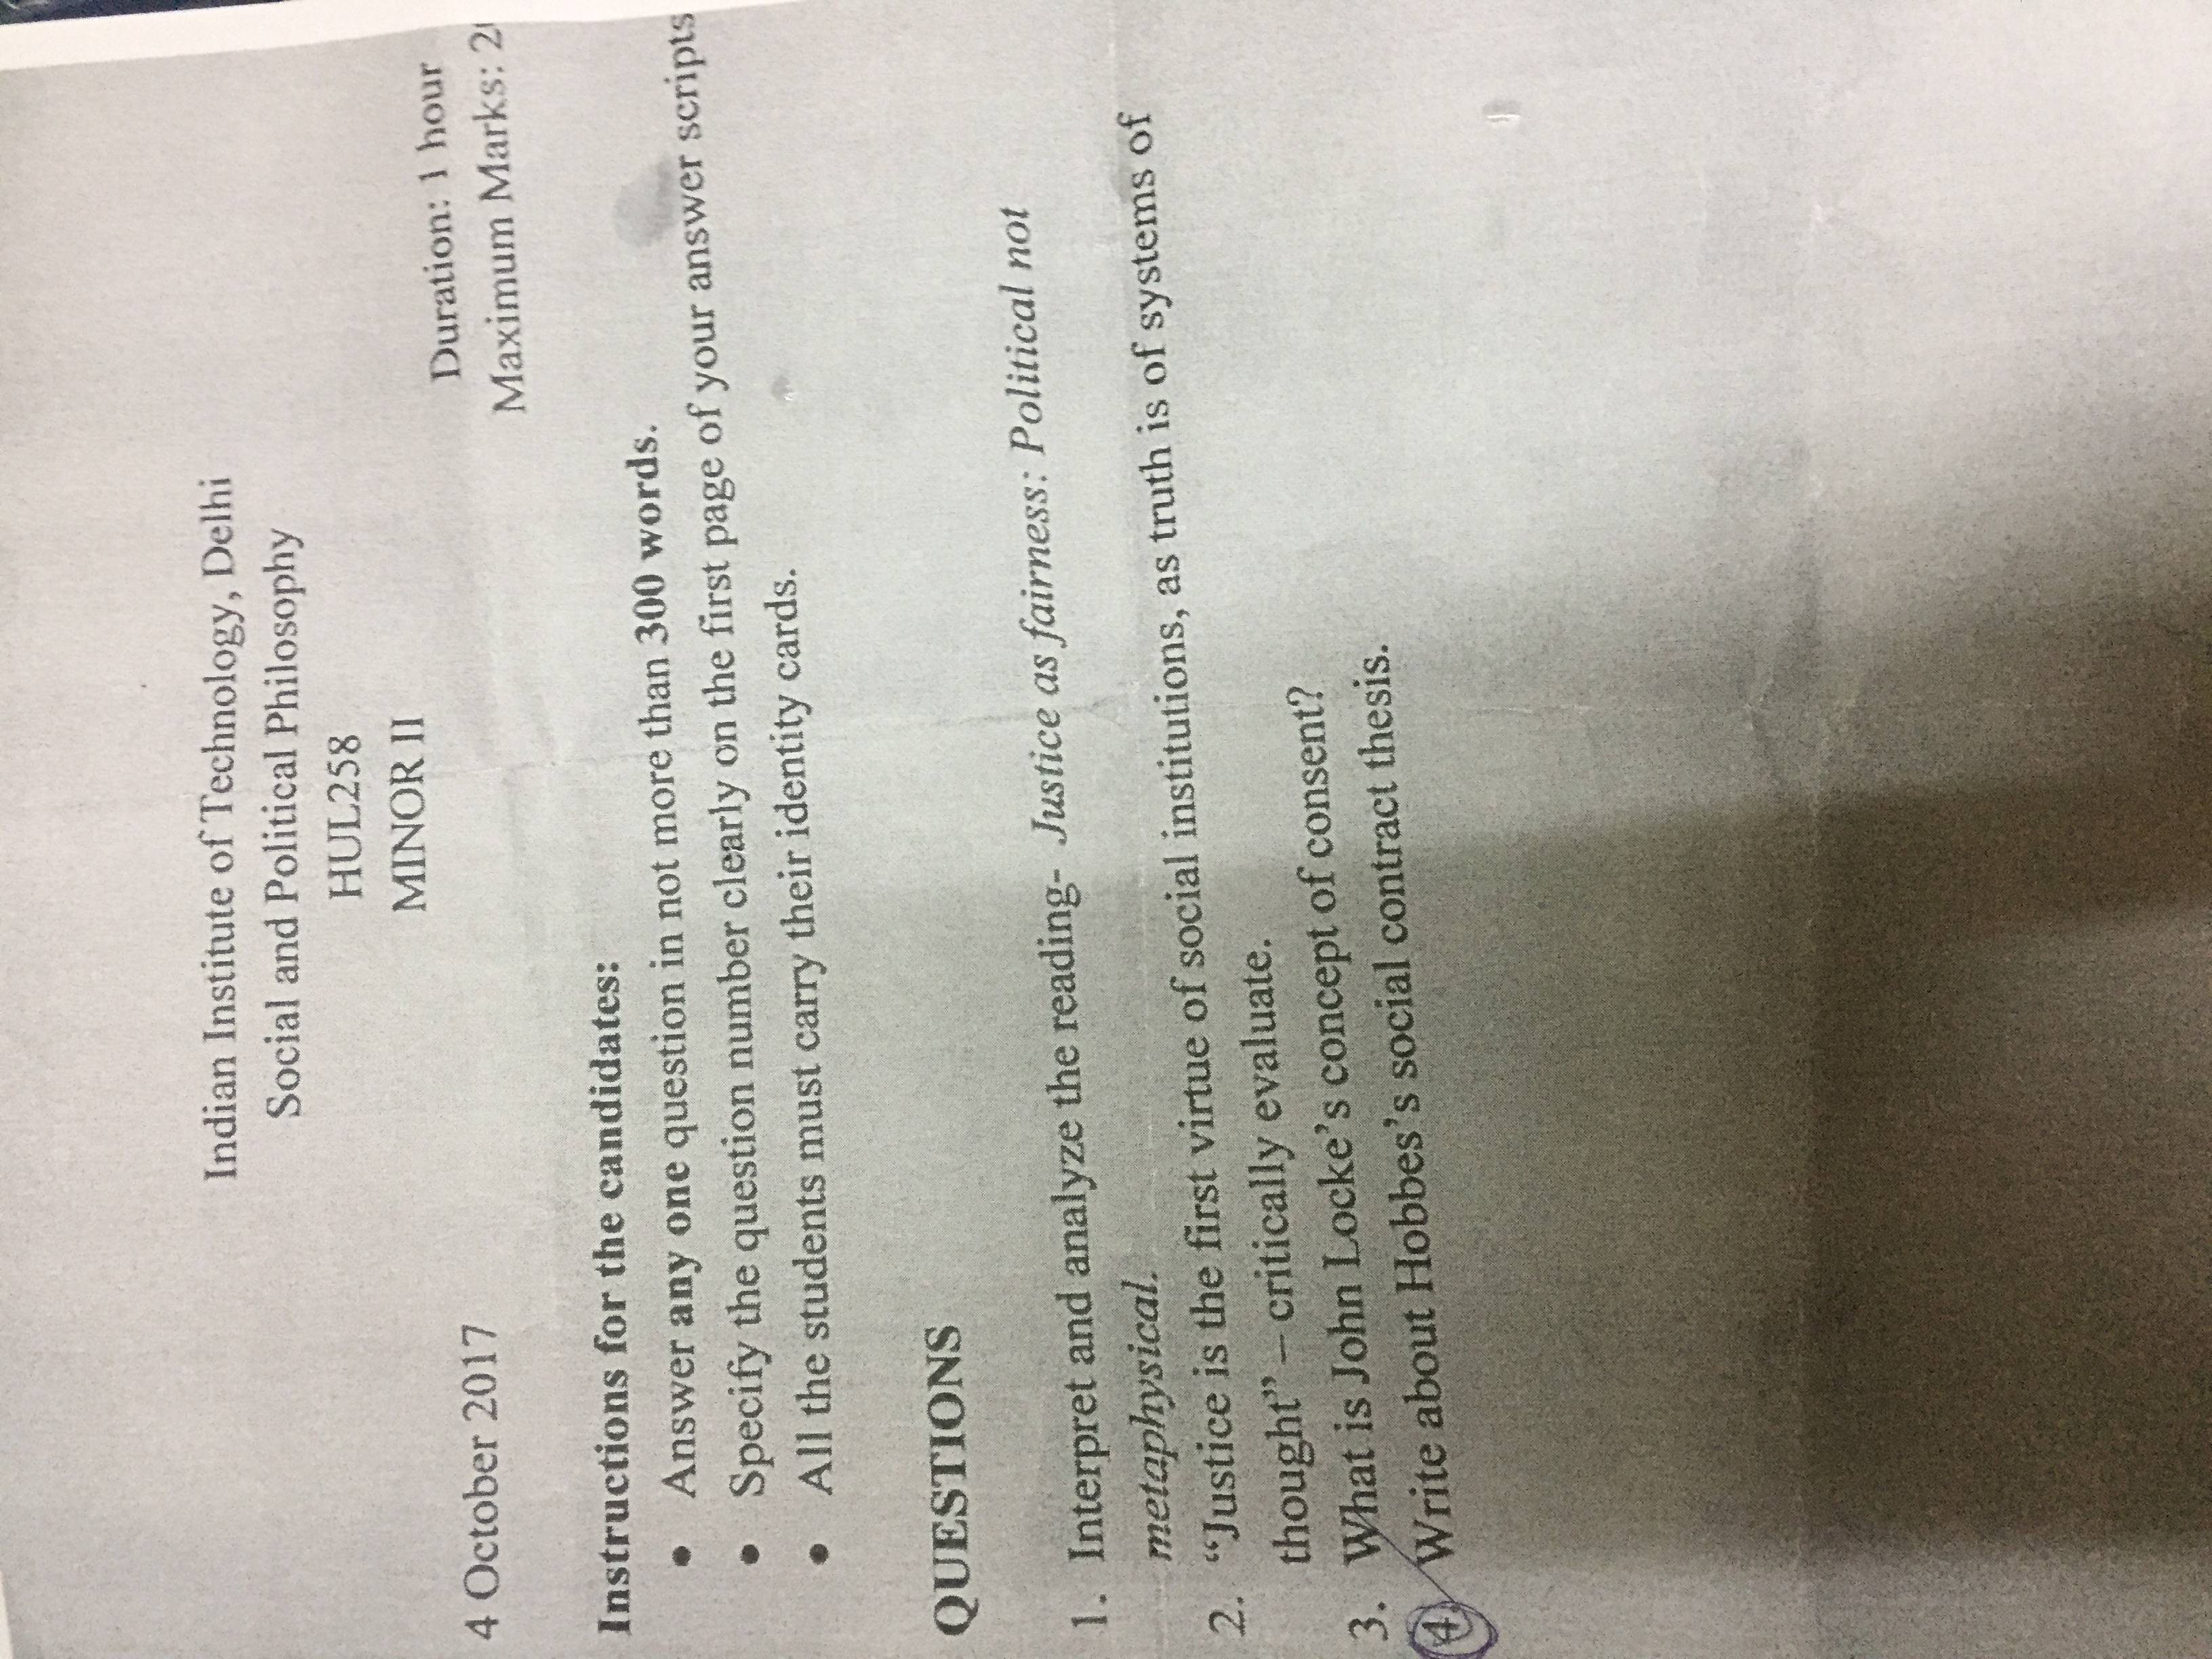 Indian Institute of Technology, Delhi
Social and Political Philosophy
HUL258
MINOR II
Duration: 1 hour
4 October 2017
Maximum Marks:
Instructions for the candidates:
• Answer any one question in not more than 300 words.
• Specify the question number clearly on the first page of your answer scripts
• All the students must carry their identity cards.
QUESTIONS
1. Interpret and analyze the reading- Justice as fairness: Political not
metaphysical.
2. “Justice is the first virtue of social institutions, as truth is of systems of
thought” – critically evaluate.
3. What is John Locke’s concept of consent?
4. Write about Hobbes’s social contract thesis.